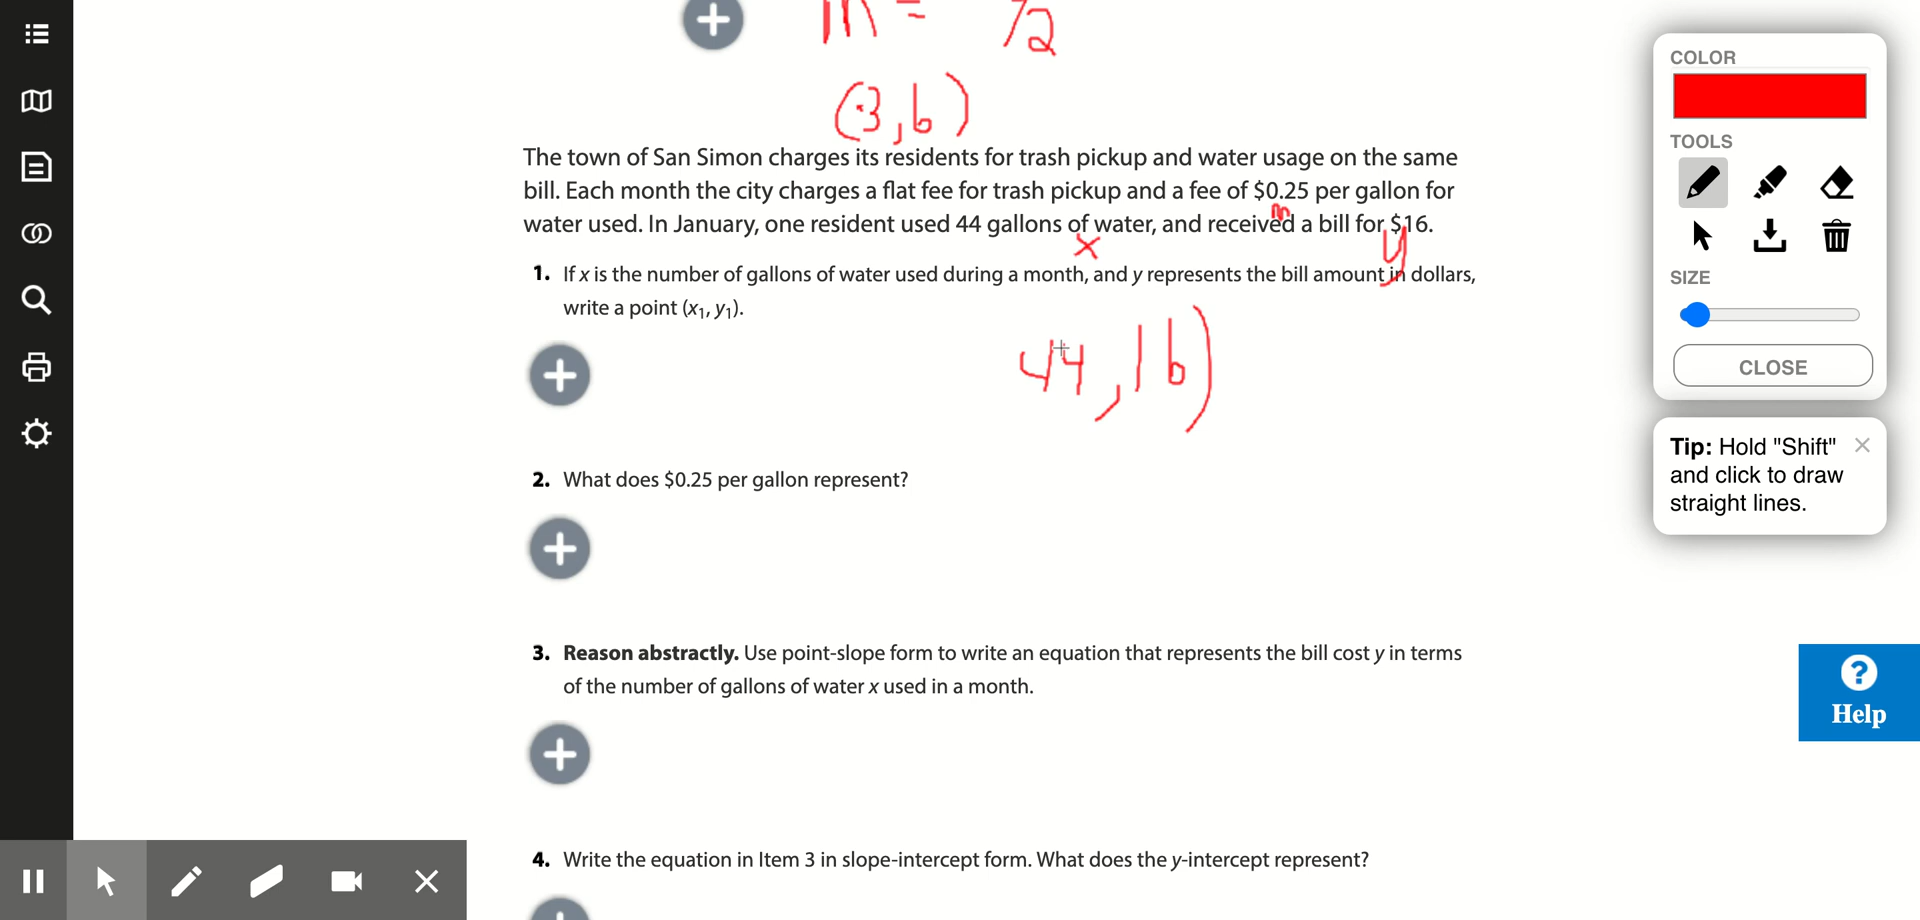 m =
72
(3,6)
The town of San Simon charges its residents for trash pickup and water usage on the same
bill. Each month the city charges a flat fee for trash pickup and a fee of $0.25 per gallon for
water used. In January, one resident used 44 gallons of water, and received a bill for $16.
m
x
y
1. If x is the number of gallons of water used during a month, and y represents the bill amount in dollars,
write a point (x₁, y₁).
44,16)
2. What does $0.25 per gallon represent?
3. Reason abstractly. Use point-slope form to write an equation that represents the bill cost y in terms
of the number of gallons of water x used in a month.
4. Write the equation in Item 3 in slope-intercept form. What does the y-intercept represent?
COLOR
TOOLS
SIZE
CLOSE
Tip: Hold "Shift"
and click to draw
straight lines.
?
Help